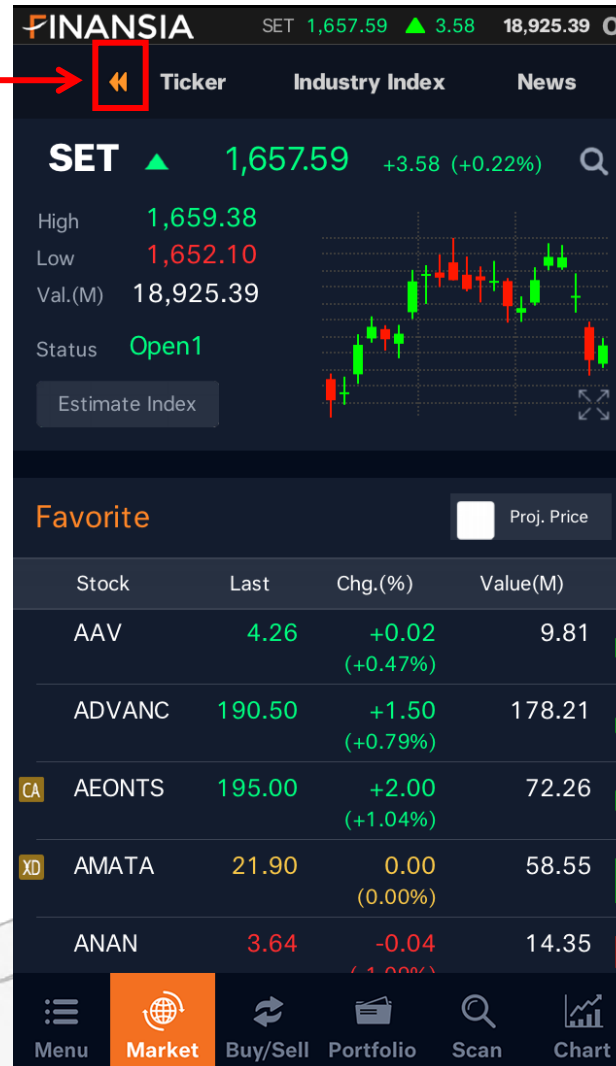 FINANSIA SET 1,657.59 ▲ 3.58 18,925.39
Ticker Industry Index News
SET ▲ 1,657.59 +3.58 (+0.22%)
High 1,659.38
Low 1,652.10
Val.(M) 18,925.39
Status Open1
Estimate Index
Favorite Proj. Price
Stock Last Chg.(%) Value(M)
AAV 4.26 +0.02 9.81
(+0.47%)
ADVANC 190.50 +1.50 178.21
(+0.79%)
CA AEONTS 195.00 +2.00 72.26
(+1.04%)
XD AMATA 21.90 0.00 58.55
(0.00%)
ANAN 3.64 -0.04 14.35
Menu Market Buy/Sell Portfolio Scan Chart